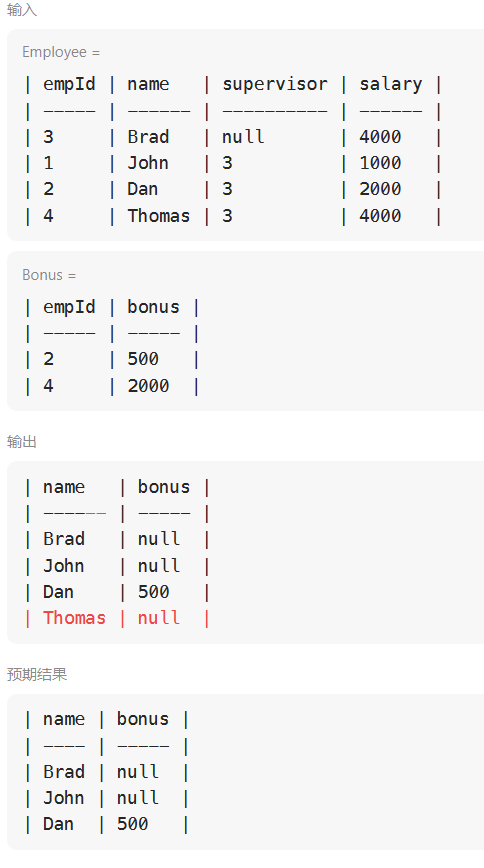 输入
Employee =
| empId | name   | supervisor | salary |
| ----- | ------ | ---------- | ------ |
| 3     | Brad   | null       | 4000   |
| 1     | John   | 3          | 1000   |
| 2     | Dan    | 3          | 2000   |
| 4     | Thomas | 3          | 4000   |
Bonus =
| empId | bonus |
| ----- | ----- |
| 2     | 500   |
| 4     | 2000  |
输出
| name   | bonus |
| ------ | ----- |
| Brad   | null  |
| John   | null  |
| Dan    | 500   |
| Thomas | null  |
预期结果
| name | bonus |
| ---- | ----- |
| Brad | null  |
| John | null  |
| Dan  | 500   |